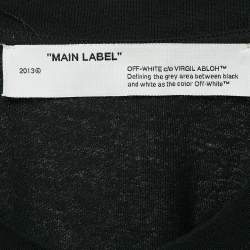 "MAIN LABEL"
2013©
OFF-WHITE c/o VIRGIL ABLOH™
Defining the grey area between black
and white as the color Off-White™